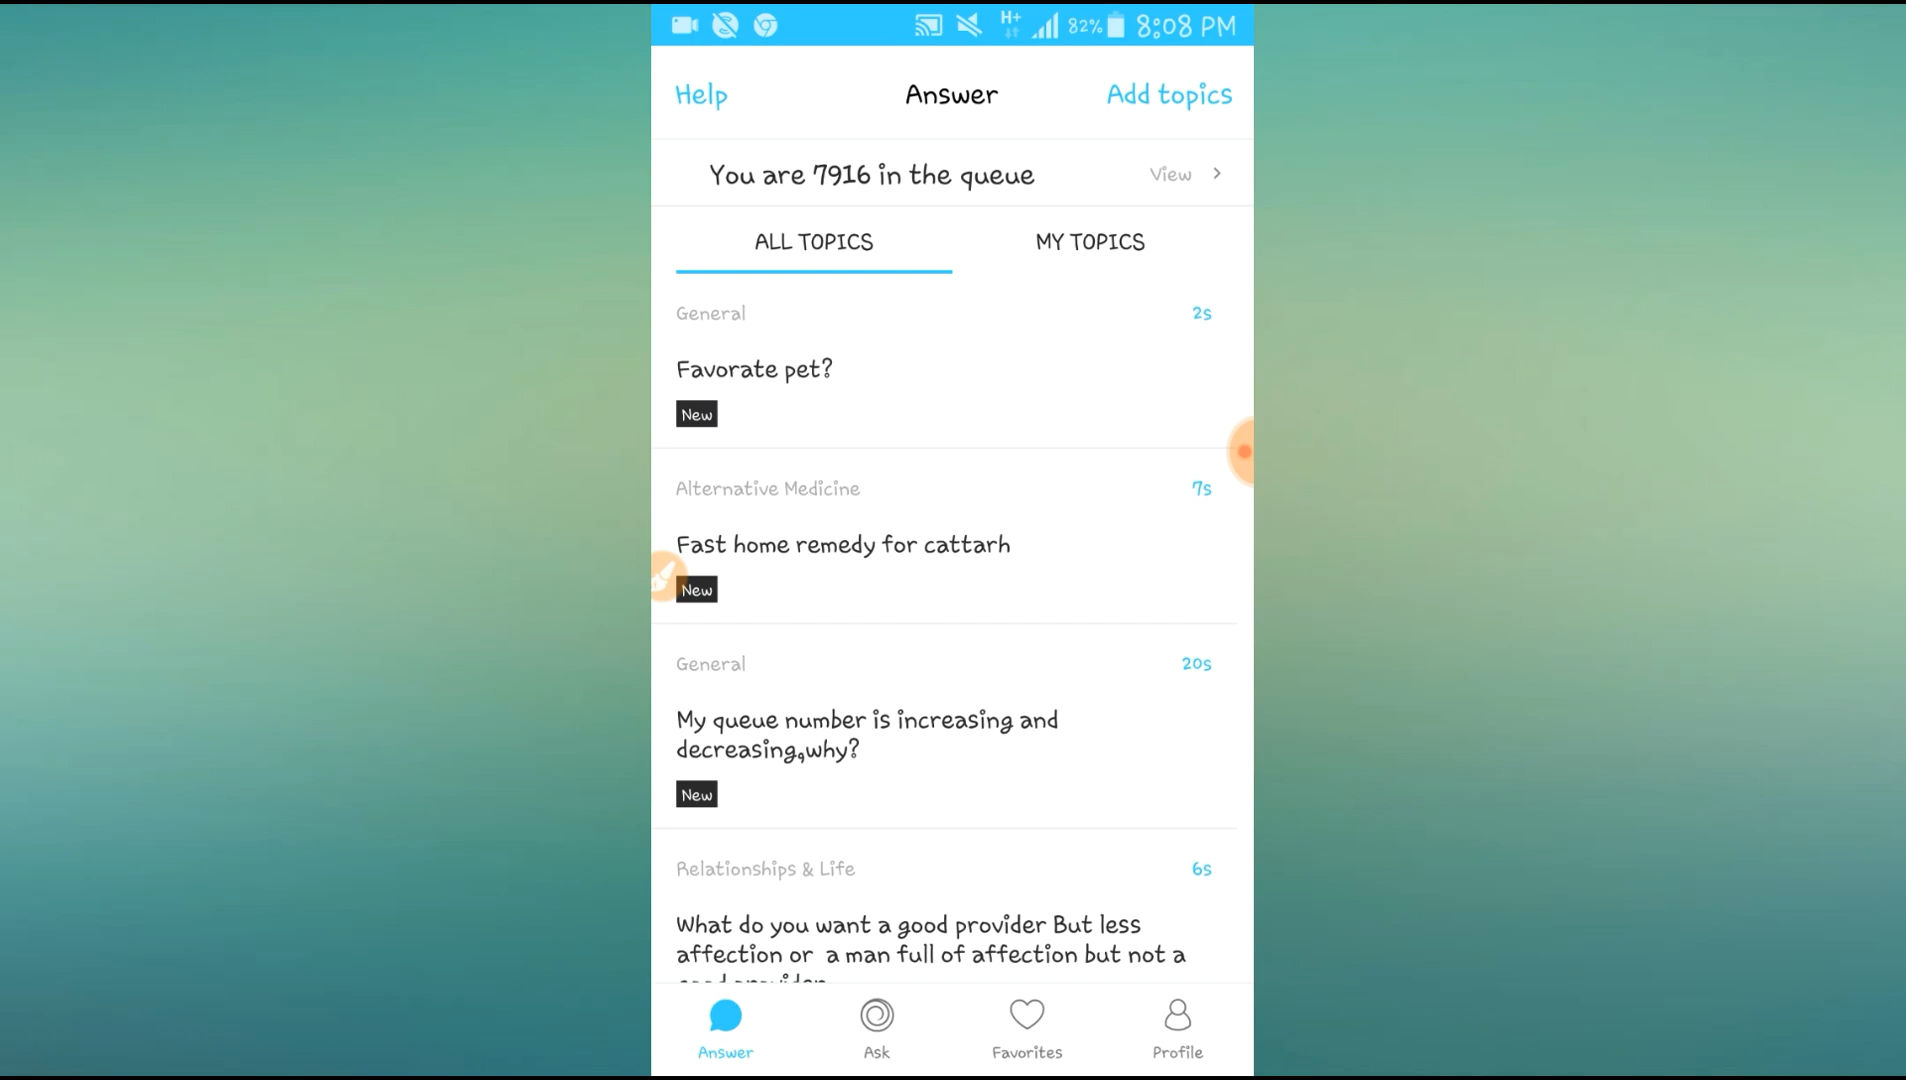 H+ 82% 8:08 PM
Help Answer Add topics
You are 7916 in the queue View >
ALL TOPICS MY TOPICS
General 2s
Favorate pet?
New
Alternative Medicine 7s
Fast home remedy for cattarh
New
General 20s
My queue number is increasing and
decreasing,why?
New
Relationships & Life 6s
What do you want a good provider But less
affection or a man full of affection but not a
good provider
Answer Ask Favorites Profile